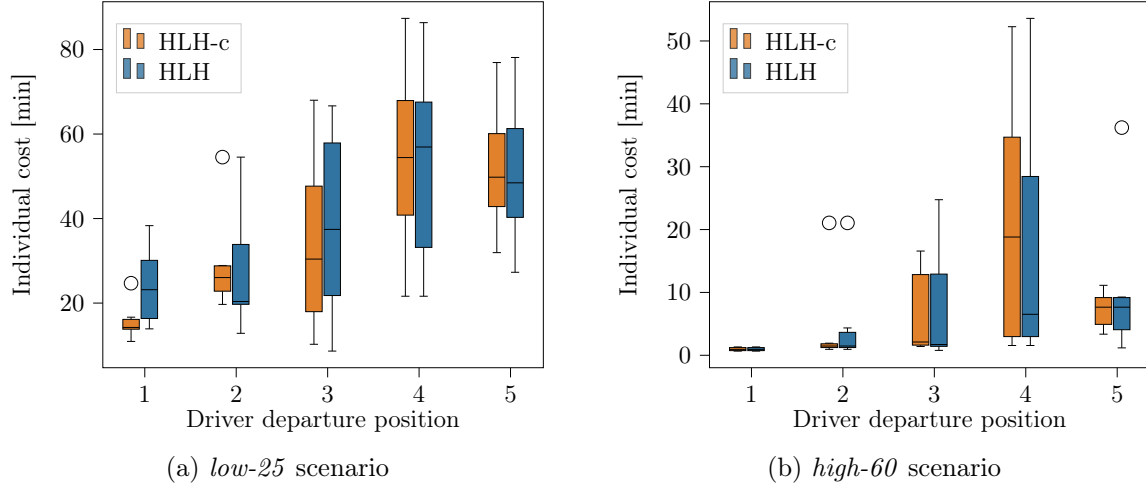 80
60
40
20
Individual cost [min]
HLH-c
HLH
1 2 3 4 5
Driver departure position
(a) low-25 scenario
50
40
30
20
10
0
Individual cost [min]
HLH-c
HLH
1 2 3 4 5
Driver departure position
(b) high-60 scenario